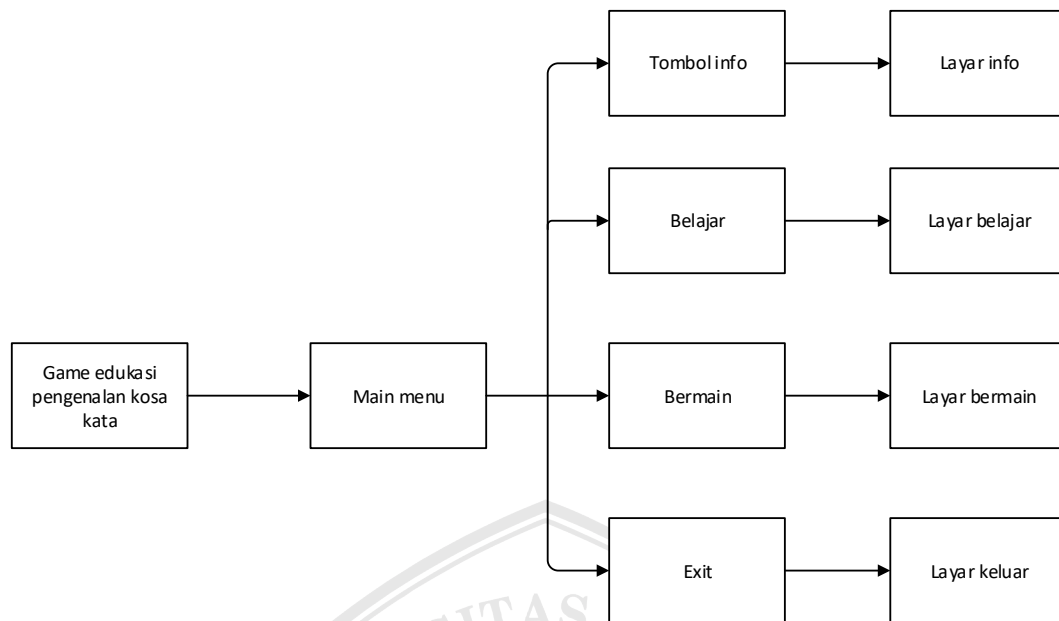 Tombol info
Layar info
Belajar
Layar belajar
Game edukasi
pengenalan kosa
kata
Main menu
Bermain
Layar bermain
Exit
Layar keluar